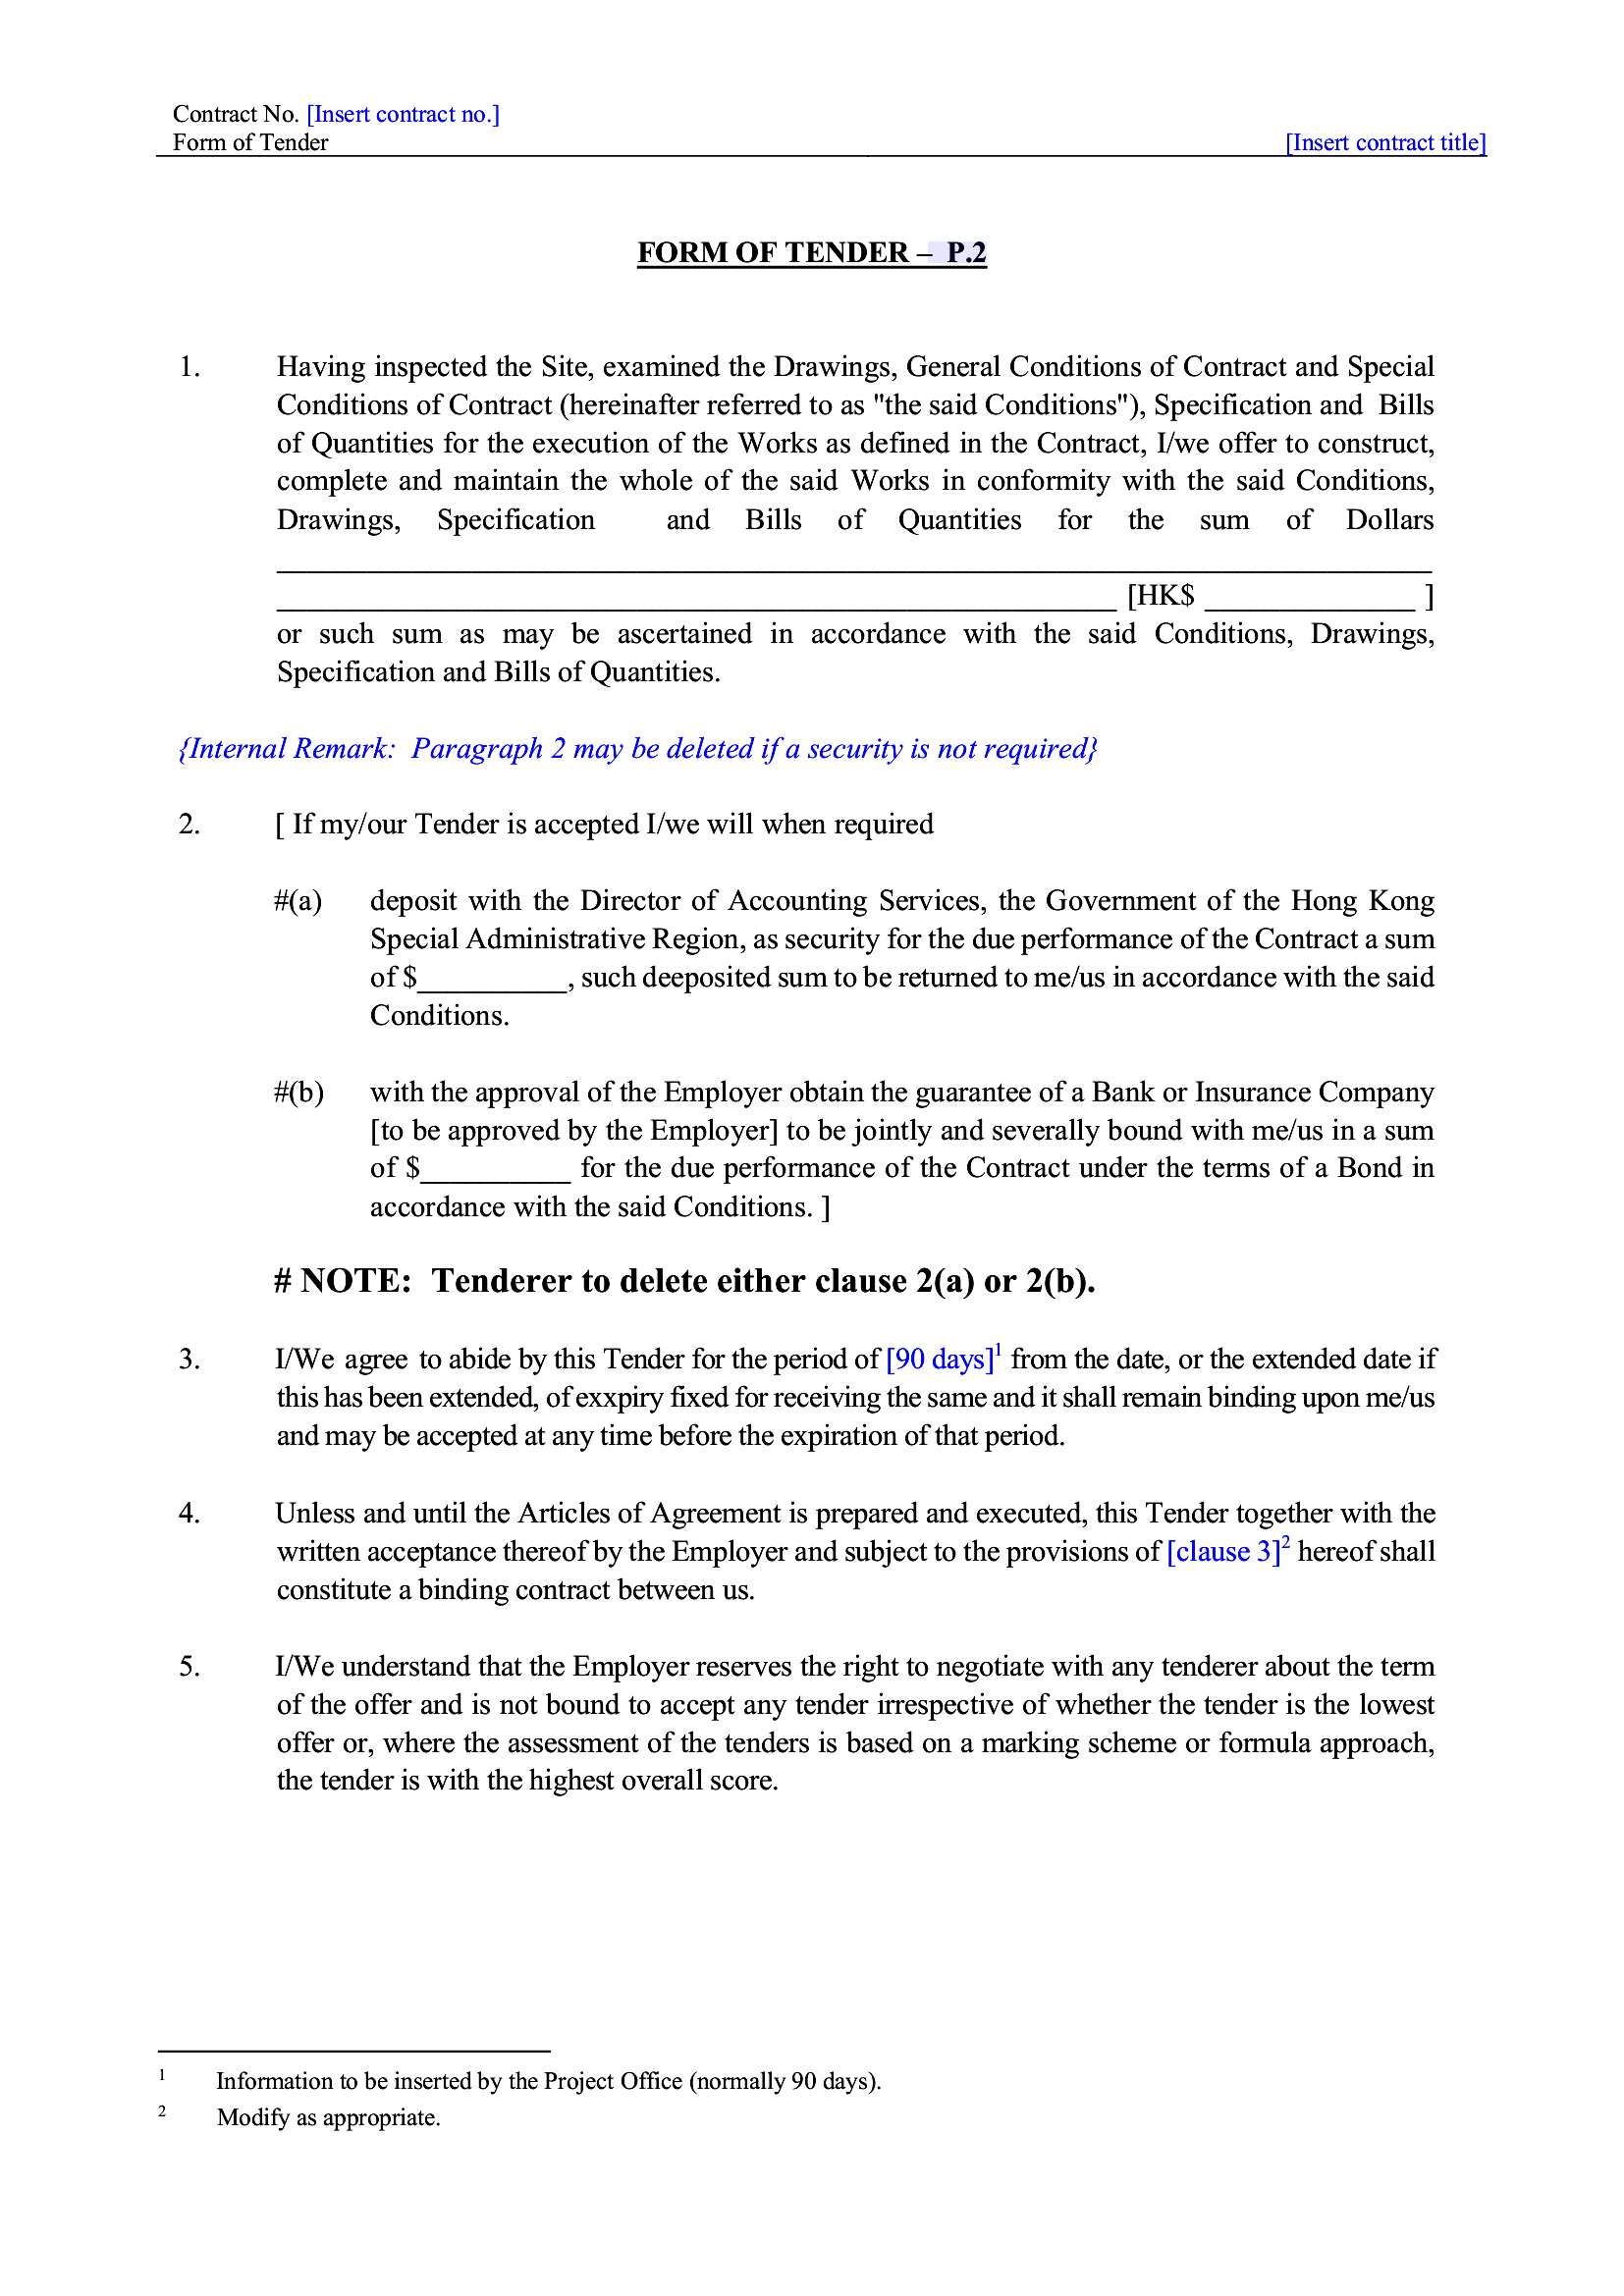 Contract No. [Insert contract no.]
Form of Tender [Insert contract title]
FORM OF TENDER – P.2
1. Having inspected the Site, examined the Drawings, General Conditions of Contract and Special
Conditions of Contract (hereinafter referred to as "the said Conditions"), Specification and Bills
of Quantities for the execution of the Works as defined in the Contract, I/we offer to construct,
complete and maintain the whole of the said Works in conformity with the said Conditions,
Drawings, Specification and Bills of Quantities for the sum of Dollars
[HK$ ______________ ]
or such sum as may be ascertained in accordance with the said Conditions, Drawings,
Specification and Bills of Quantities.
{Internal Remark: Paragraph 2 may be deleted if a security is not required}
2. [ If my/our Tender is accepted I/we will when required
#(a) deposit with the Director of Accounting Services, the Government of the Hong Kong
Special Administrative Region, as security for the due performance of the Contract a sum
of $__________, such deeposited sum to be returned to me/us in accordance with the said
Conditions.
#(b) with the approval of the Employer obtain the guarantee of a Bank or Insurance Company
[to be approved by the Employer] to be jointly and severally bound with me/us in a sum
of $__________ for the due performance of the Contract under the terms of a Bond in
accordance with the said Conditions. ]
# NOTE: Tenderer to delete either clause 2(a) or 2(b).
3. I/We agree to abide by this Tender for the period of [90 days]1 from the date, or the extended date if
this has been extended, of exxpiry fixed for receiving the same and it shall remain binding upon me/us
and may be accepted at any time before the expiration of that period.
4. Unless and until the Articles of Agreement is prepared and executed, this Tender together with the
written acceptance thereof by the Employer and subject to the provisions of [clause 3]2 hereof shall
constitute a binding contract between us.
5. I/We understand that the Employer reserves the right to negotiate with any tenderer about the term
of the offer and is not bound to accept any tender irrespective of whether the tender is the lowest
offer or, where the assessment of the tenders is based on a marking scheme or formula approach,
the tender is with the highest overall score.
1 Information to be inserted by the Project Office (normally 90 days).
2 Modify as appropriate.